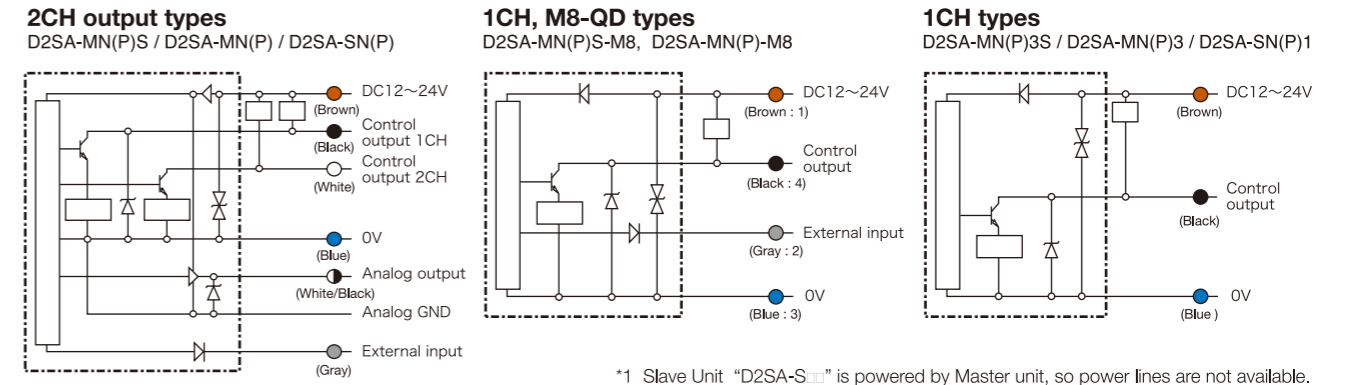 2CH output types
D2SA-MN(P)S / D2SA-MN(P) / D2SA-SN(P)
DC12～24V
(Brown)
Control
output 1CH
(Black)
Control
output 2CH
(White)
0V
(Blue)
Analog output
(White/Black)
Analog GND
External input
(Gray)
1CH, M8-QD types
D2SA-MN(P)S-M8, D2SA-MN(P)-M8
DC12～24V
(Brown : 1)
Control
output
(Black : 4)
External input
(Gray : 2)
0V
(Blue : 3)
1CH types
D2SA-MN(P)3S / D2SA-MN(P)3 / D2SA-SN(P)1
DC12～24V
(Brown)
Control
output
(Black)
0V
(Blue )
*1 Slave Unit “D2SA-S□□” is powered by Master unit, so power lines are not available.